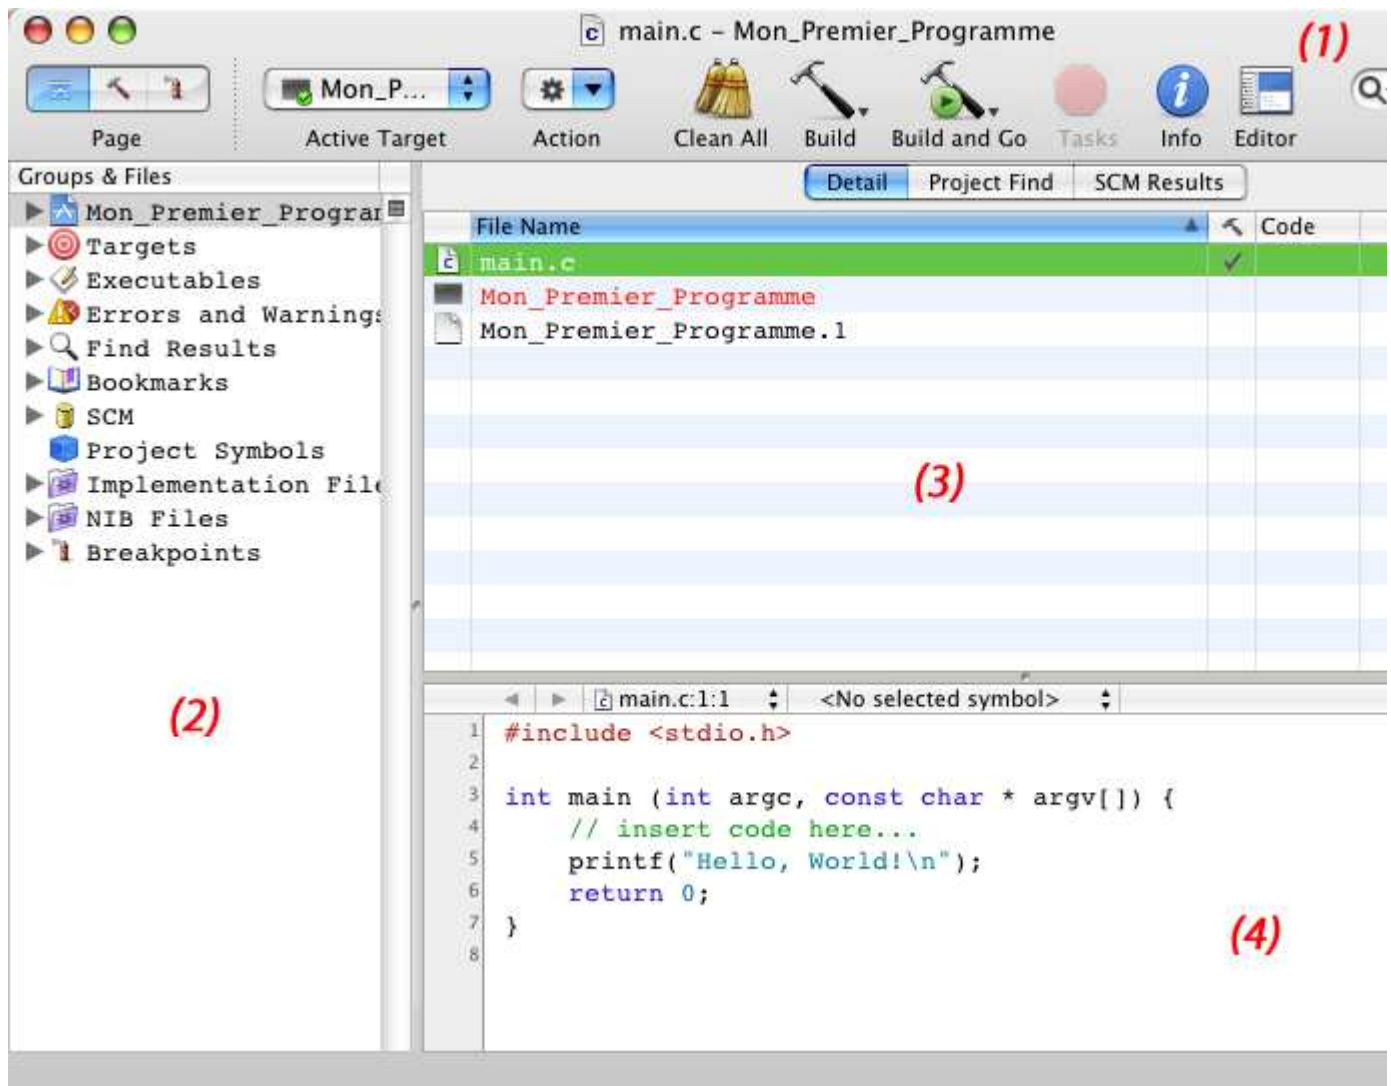 main.c – Mon_Premier_Programme
(1)
Mon_P...
Page
Active Target
Action
Clean All
Build
Build and Go
Tasks
Info
Editor
Groups & Files
Detail
Project Find
SCM Results
Mon_Premier_Program
Targets
Executables
Errors and Warnings
Find Results
Bookmarks
SCM
Project Symbols
Implementation File
NIB Files
Breakpoints
(2)
File Name
Code
main.c
Mon_Premier_Programme
Mon_Premier_Programme.1
(3)
main.c:1:1
<No selected symbol>
1 #include <stdio.h>
2
3 int main (int argc, const char * argv[]) {
4 // insert code here...
5 printf("Hello, World!\n");
6 return 0;
7 }
8
(4)